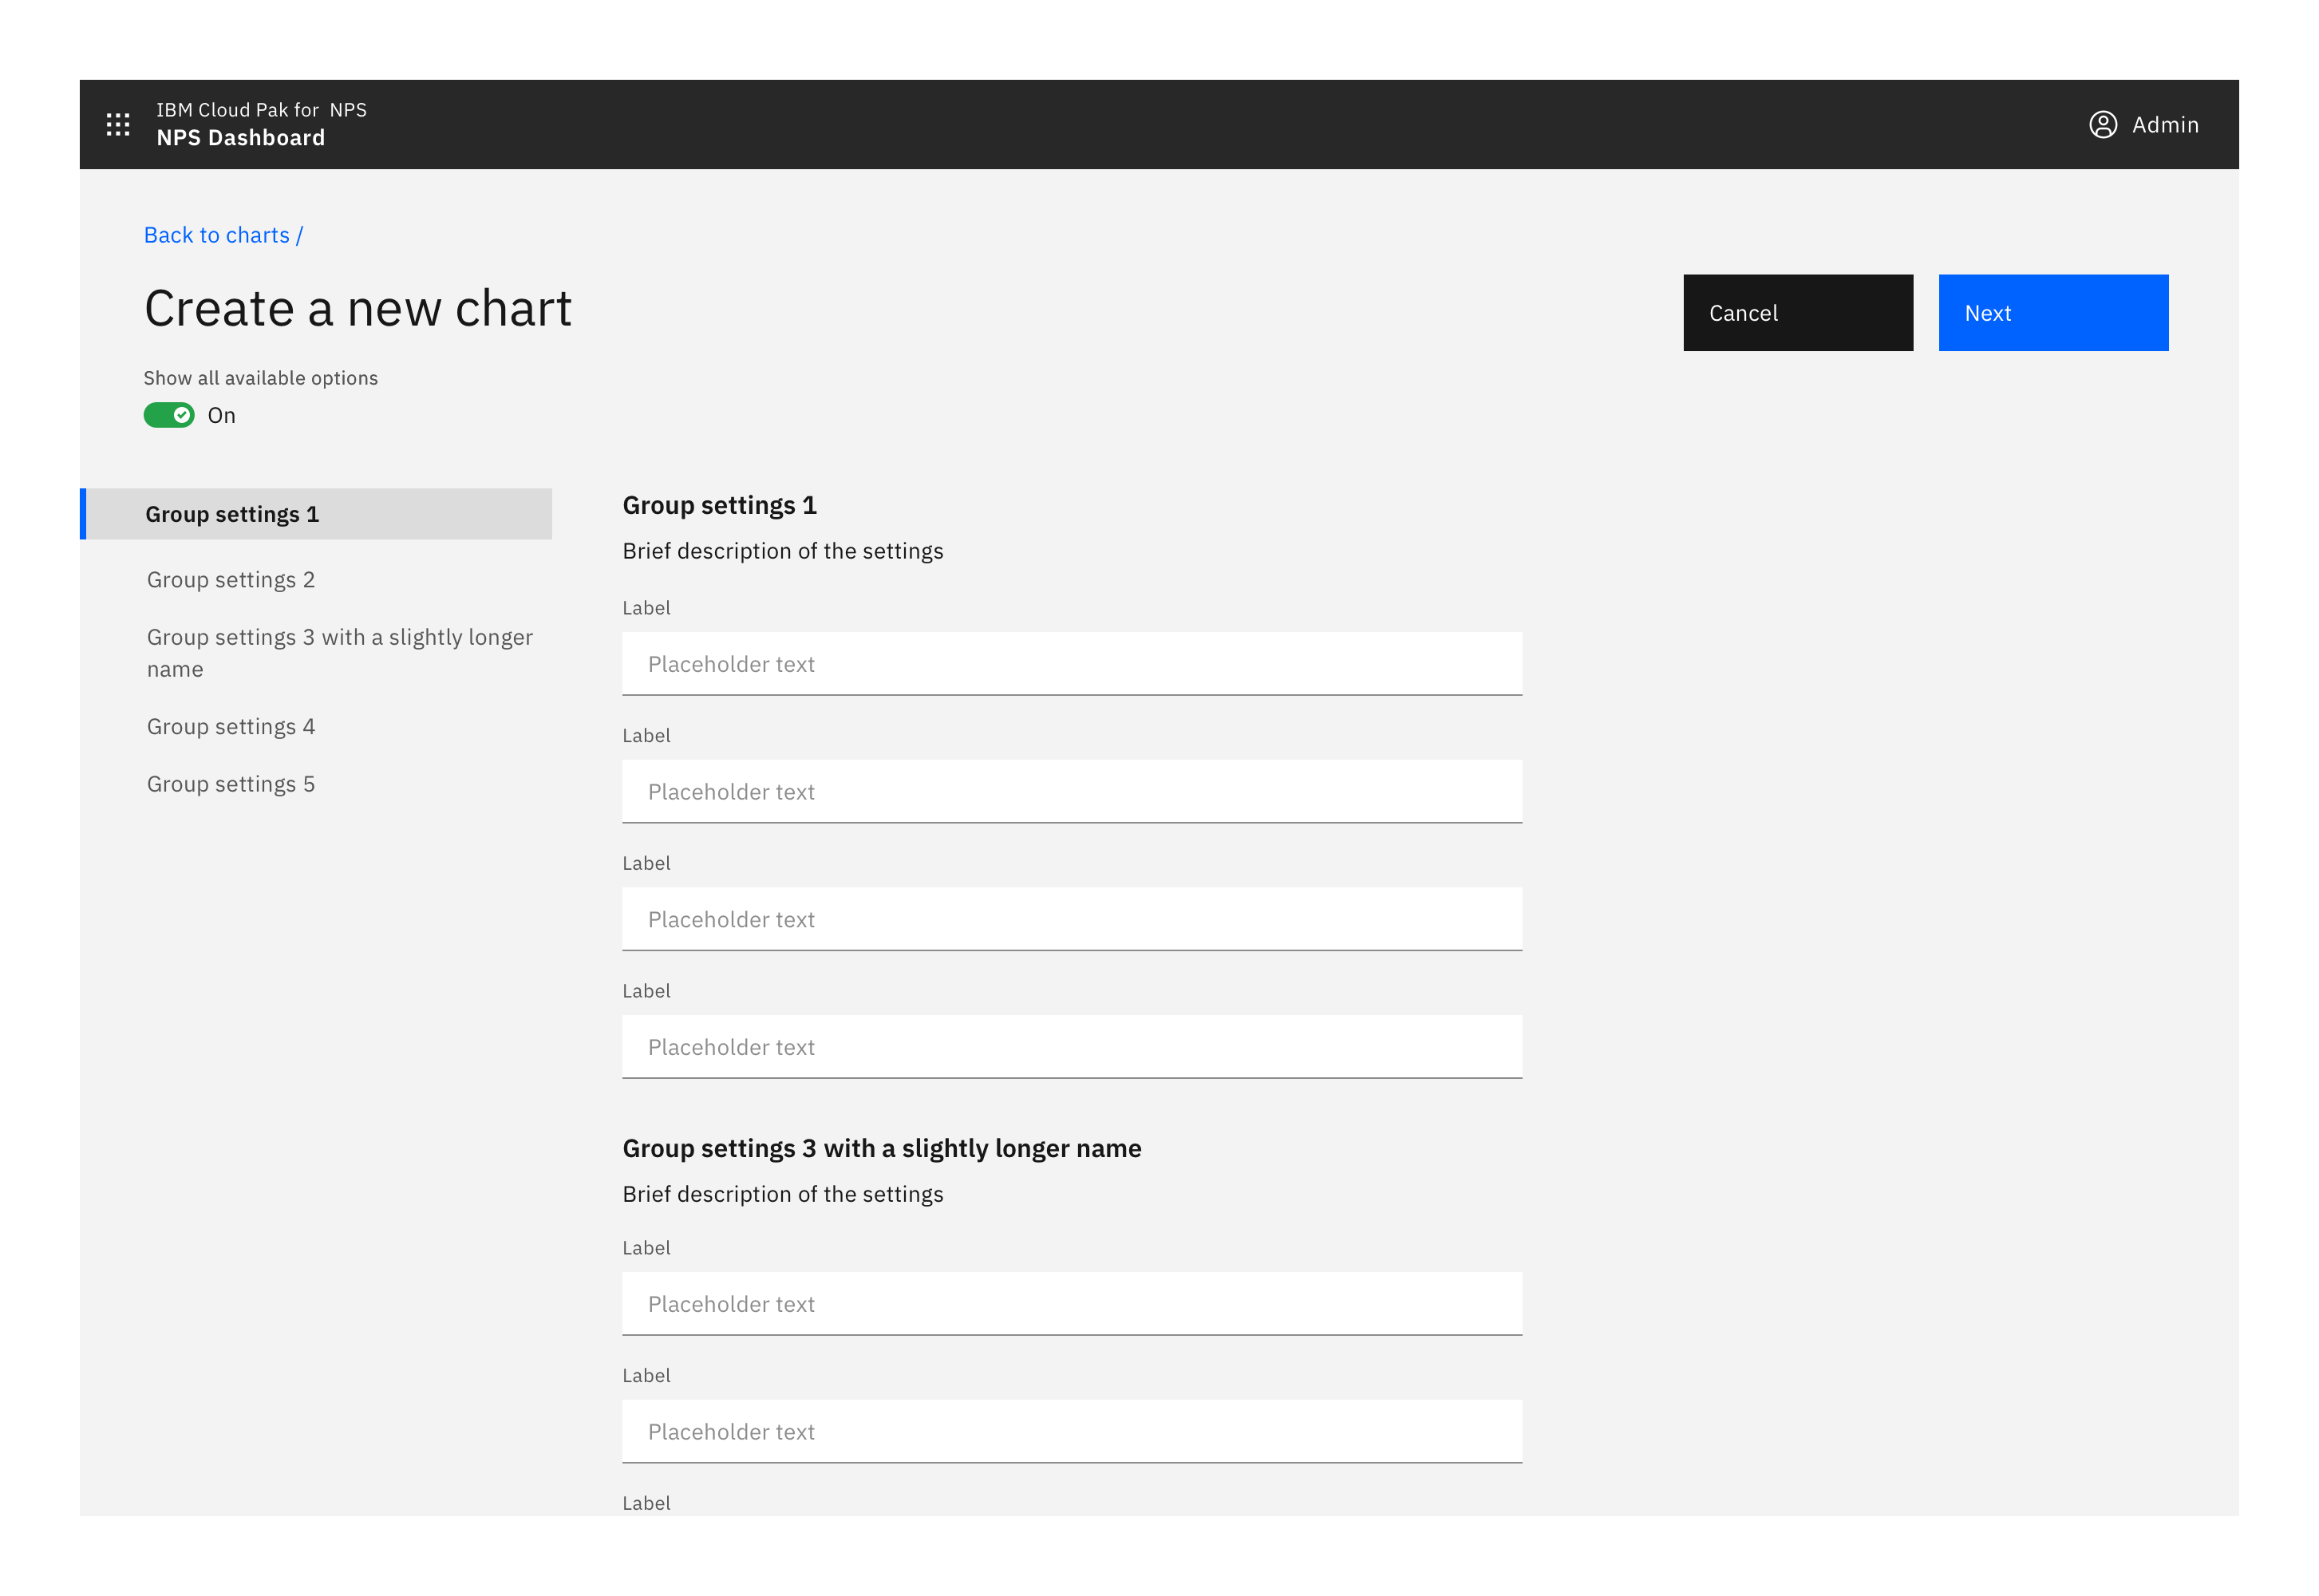 IBM Cloud Pak for  NPS
NPS Dashboard
Admin
Back to charts /
Create a new chart
Cancel
Next
Show all available options
On
Group settings 1
Group settings 2
Group settings 3 with a slightly longer
name
Group settings 4
Group settings 5
Group settings 1
Brief description of the settings
Label
Placeholder text
Label
Placeholder text
Label
Placeholder text
Label
Placeholder text
Group settings 3 with a slightly longer name
Brief description of the settings
Label
Placeholder text
Label
Placeholder text
Label